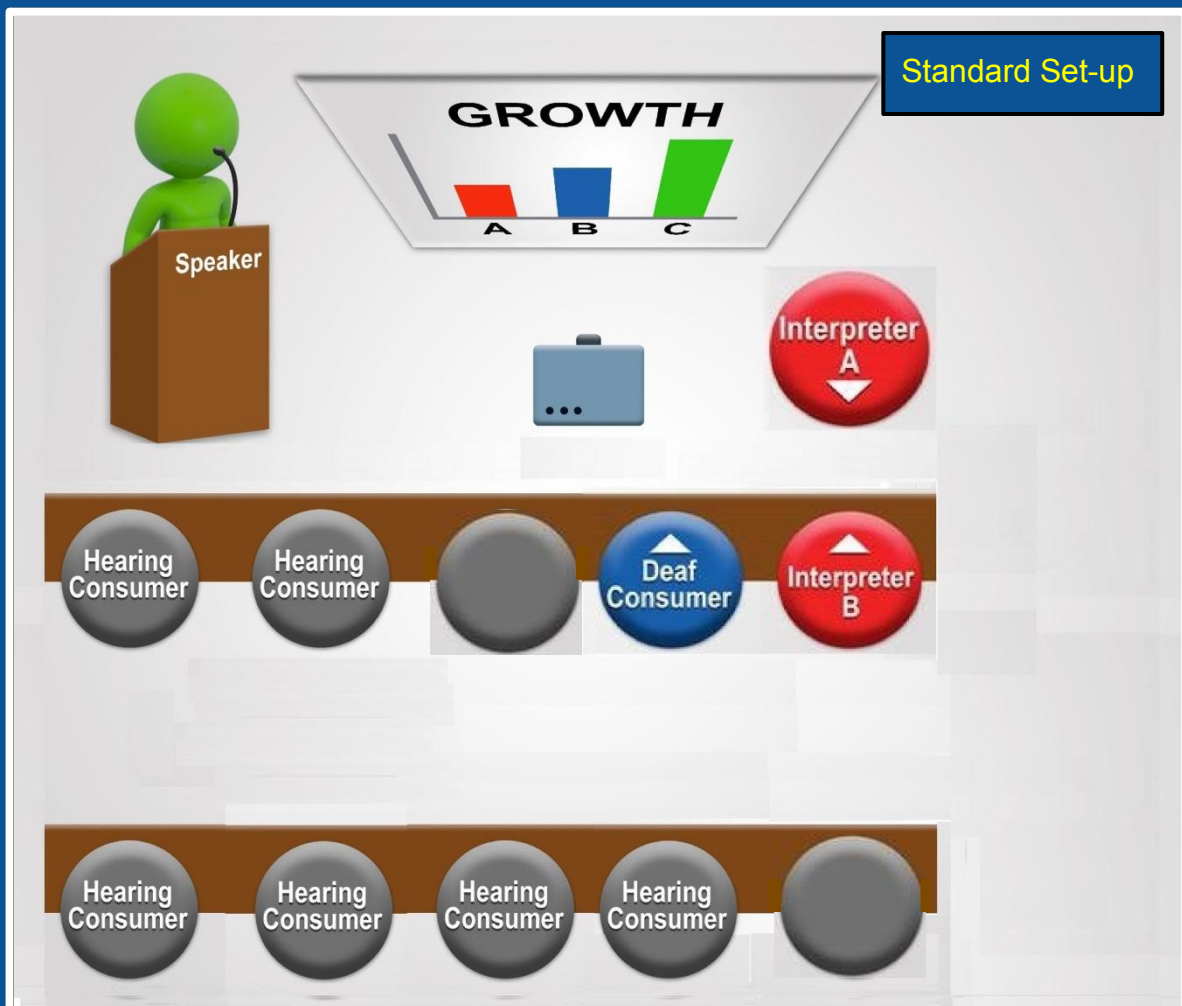 Standard Set-up
GROWTH
A B C
Speaker
Interpreter
A
Hearing
Consumer
Hearing
Consumer
Deaf
Consumer
Interpreter
B
Hearing
Consumer
Hearing
Consumer
Hearing
Consumer
Hearing
Consumer